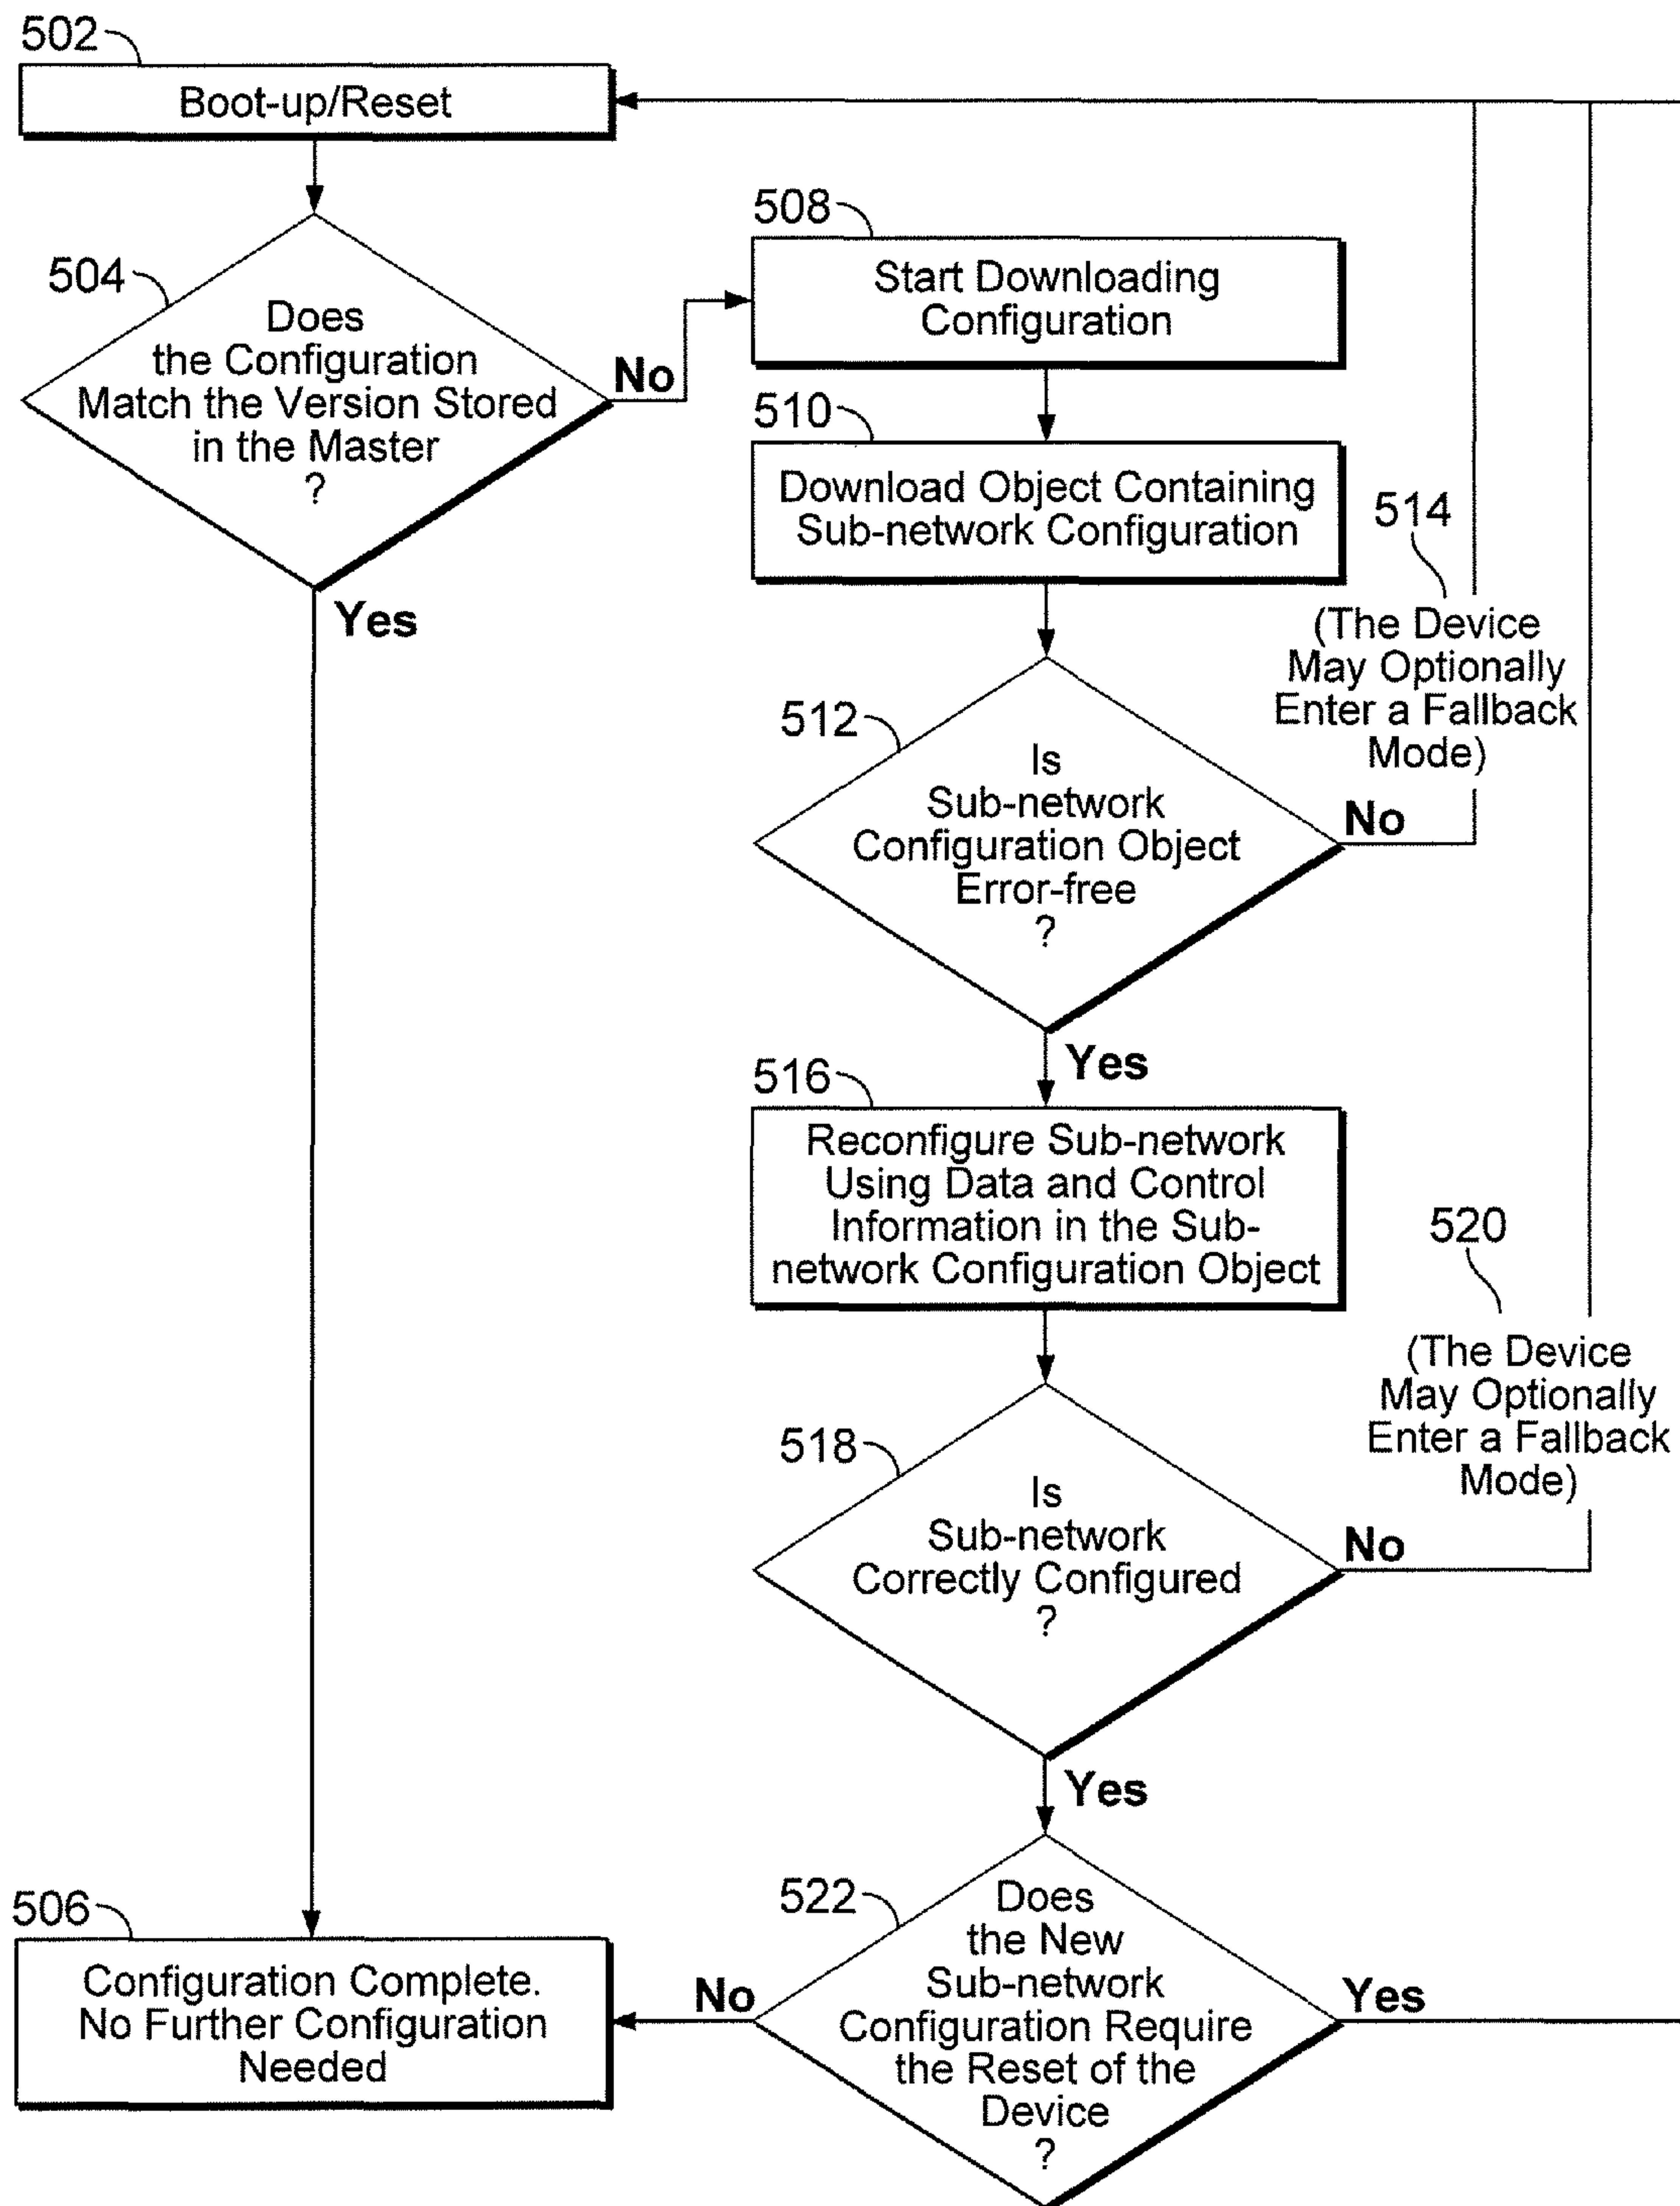 502
Boot-up/Reset
504
Does
the Configuration
Match the Version Stored
in the Master
?
No
Yes
508
Start Downloading
Configuration
510
Download Object Containing
Sub-network Configuration
512
Is
Sub-network
Configuration Object
Error-free
?
No
514
(The Device
May Optionally
Enter a Fallback
Mode)
Yes
516
Reconfigure Sub-network
Using Data and Control
Information in the Sub-
network Configuration Object
518
Is
Sub-network
Correctly Configured
?
No
520
(The Device
May Optionally
Enter a Fallback
Mode)
Yes
522
Does
the New
Sub-network
Configuration Require
the Reset of the
Device
?
Yes
No
506
Configuration Complete.
No Further Configuration
Needed